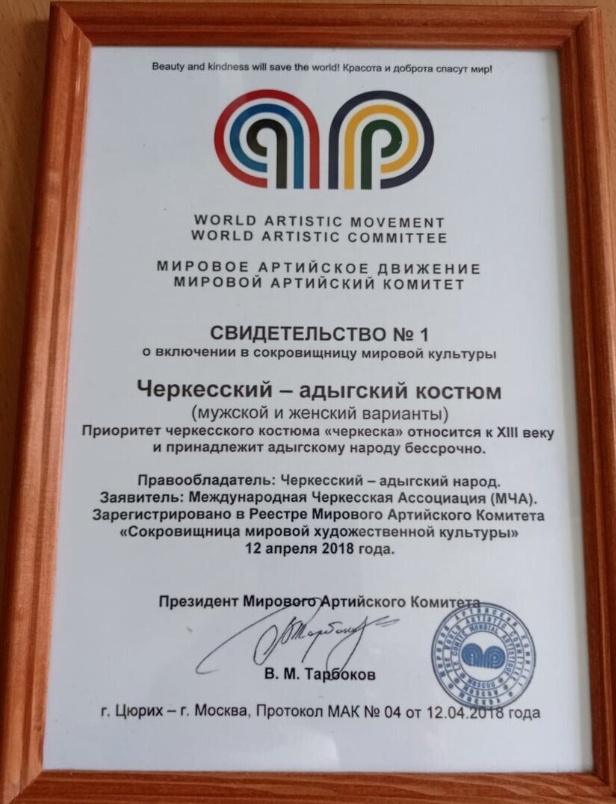 Beauty and kindness will save the world! Красота и доброта спасут мир!
WORLD ARTISTIC MOVEMENT
WORLD ARTISTIC COMMITTEE
МИРОВОЕ АРТИЙСКОЕ ДВИЖЕНИЕ
МИРОВОЙ АРТИЙСКИЙ КОМИТЕТ
СВИДЕТЕЛЬСТВО № 1
о включении в сокровищницу мировой культуры
Черкесский – адыгский костюм
(мужской и женский варианты)
Приоритет черкесского костюма «черкеска» относится к XIII веку
и принадлежит адыгскому народу бессрочно.
Правообладатель: Черкесский – адыгский народ.
Заявитель: Международная Черкесская Ассоциация (МЧА).
Зарегистрировано в Реестре Мирового Артийского Комитета
«Сокровищница мировой художественной культуры»
12 апреля 2018 года.
Президент Мирового Артийского Комитета
В. М. Тарбоков
г. Цюрих – г. Москва, Протокол МАК № 04 от 12.04.2018 года